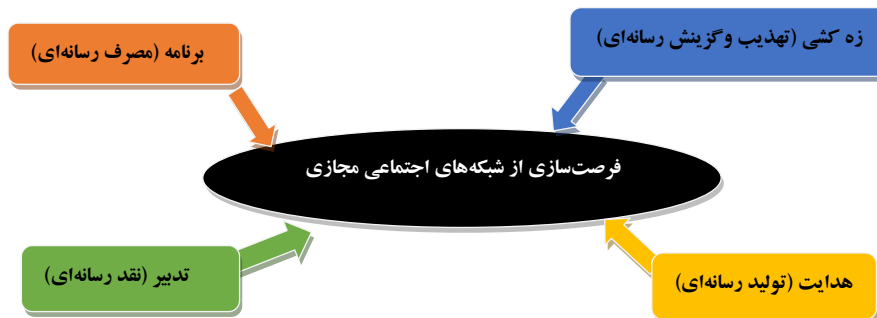 زه کشی (تهذیب وگزینش رسانه‌ای)
برنامه (مصرف رسانه‌ای)
فرصت‌سازی از شبکه‌های اجتماعی مجازی
هدایت (تولید رسانه‌ای)
تدبیر (نقد رسانه‌ای)